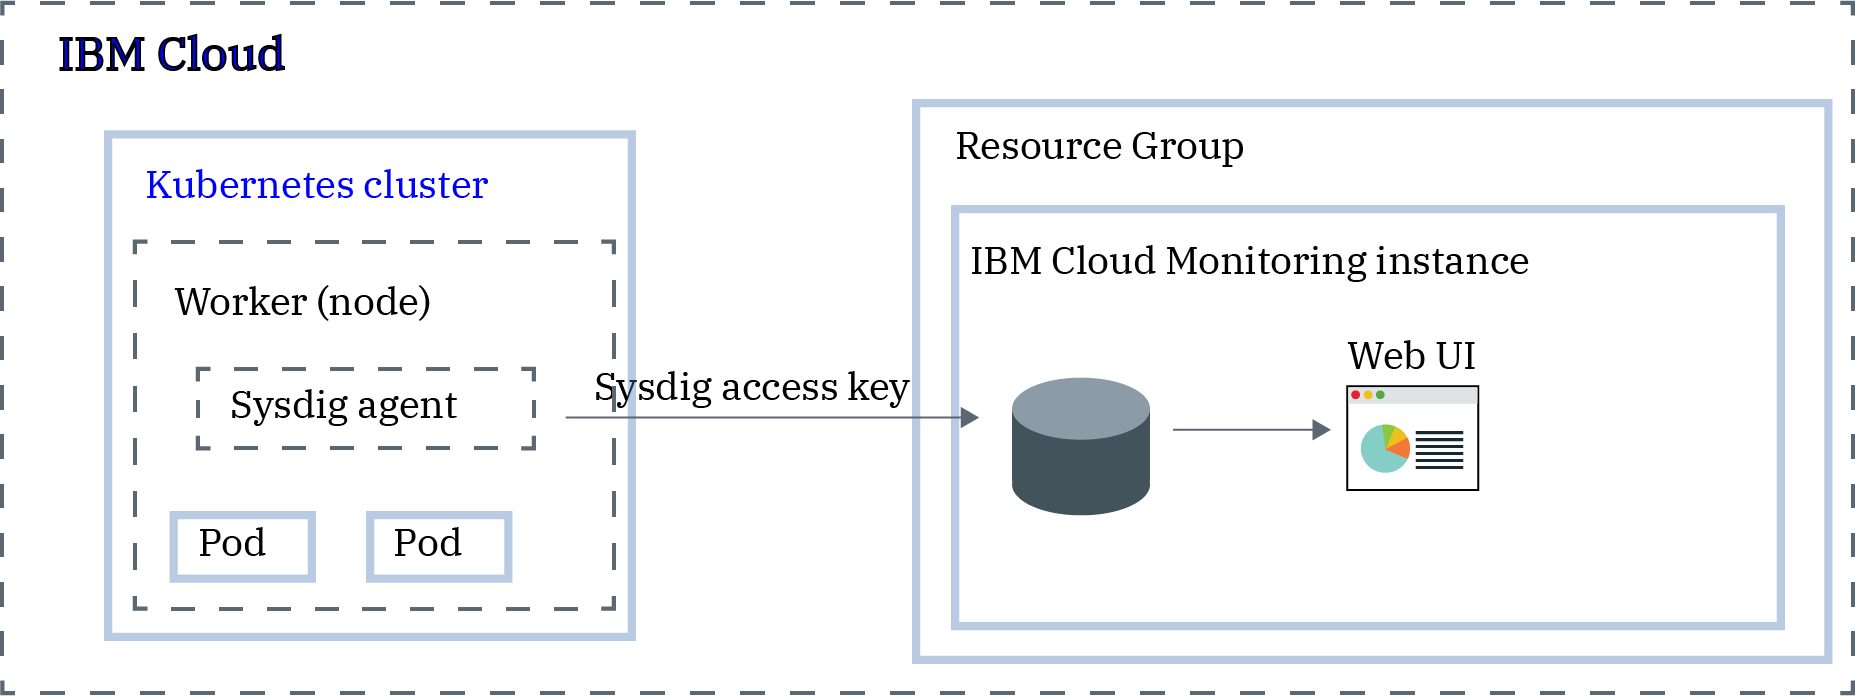 IBM Cloud
Kubernetes cluster
Worker (node)
Sysdig agent
Pod
Pod
Sysdig access key
Resource Group
IBM Cloud Monitoring instance
Web UI